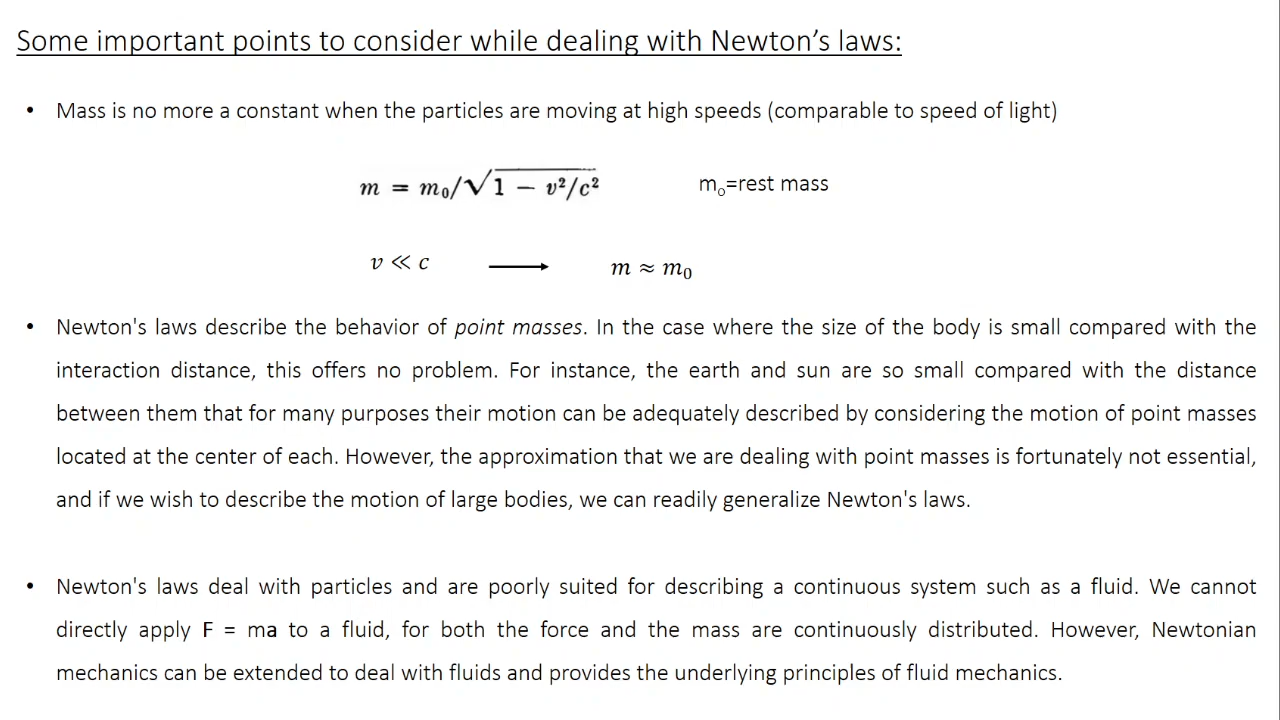 Some important points to consider while dealing with Newton’s laws:
• Mass is no more a constant when the particles are moving at high speeds (comparable to speed of light)
m = m₀/√1 − v²/c² mₒ=rest mass
v ≪ c ⟶ m ≈ m₀
• Newton's laws describe the behavior of point masses. In the case where the size of the body is small compared with the
interaction distance, this offers no problem. For instance, the earth and sun are so small compared with the distance
between them that for many purposes their motion can be adequately described by considering the motion of point masses
located at the center of each. However, the approximation that we are dealing with point masses is fortunately not essential,
and if we wish to describe the motion of large bodies, we can readily generalize Newton's laws.
• Newton's laws deal with particles and are poorly suited for describing a continuous system such as a fluid. We cannot
directly apply F = ma to a fluid, for both the force and the mass are continuously distributed. However, Newtonian
mechanics can be extended to deal with fluids and provides the underlying principles of fluid mechanics.